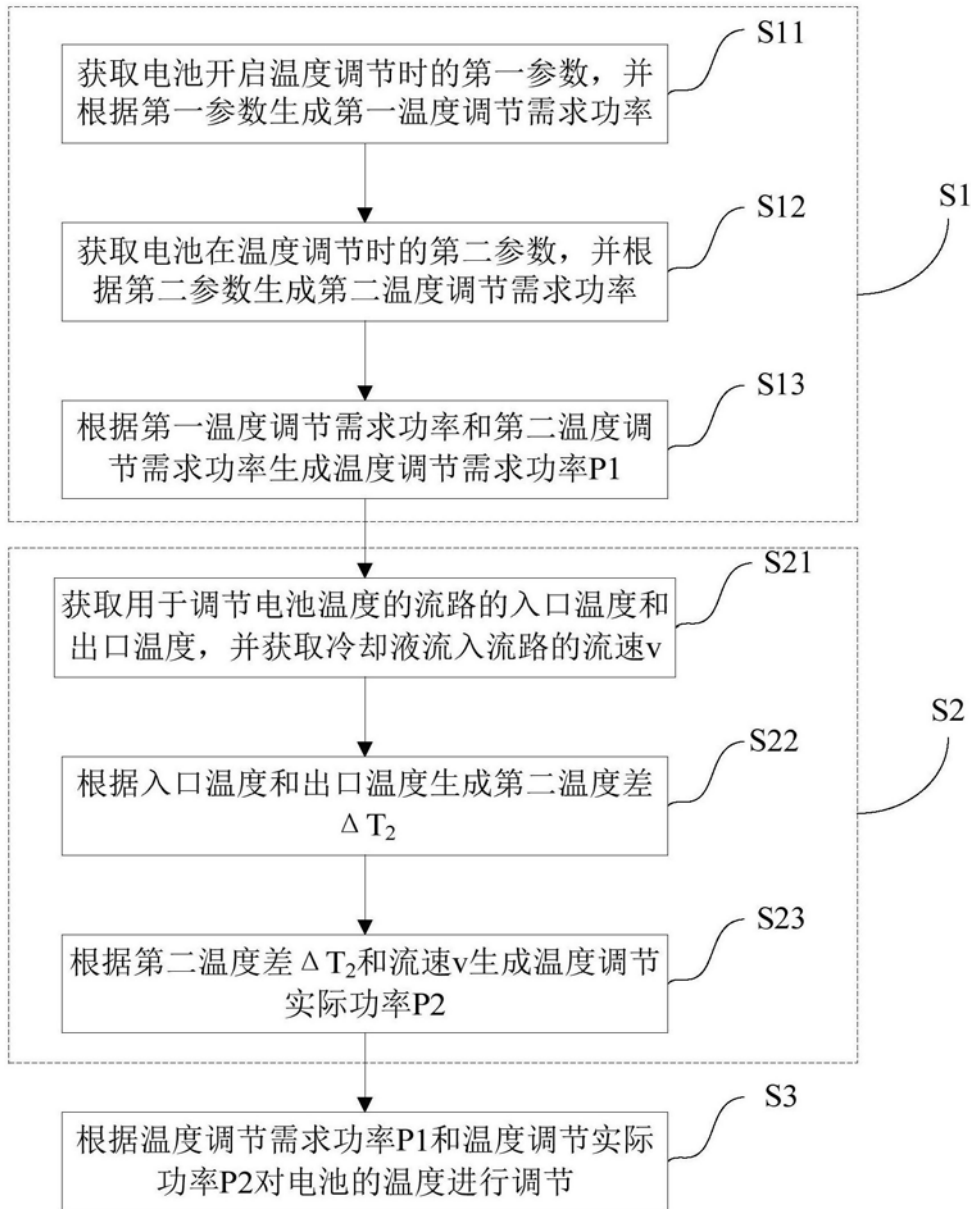 S11
获取电池开启温度调节时的第一参数，并
根据第一参数生成第一温度调节需求功率
S1
S12
获取电池在温度调节时的第二参数，并根
据第二参数生成第二温度调节需求功率
S13
根据第一温度调节需求功率和第二温度调
节需求功率生成温度调节需求功率P1
S21
获取用于调节电池温度的流路的入口温度和
出口温度，并获取冷却液流入流路的流速v
S2
S22
根据入口温度和出口温度生成第二温度差
ΔT₂
S23
根据第二温度差ΔT₂和流速v生成温度调节
实际功率P2
S3
根据温度调节需求功率P1和温度调节实际
功率P2对电池的温度进行调节